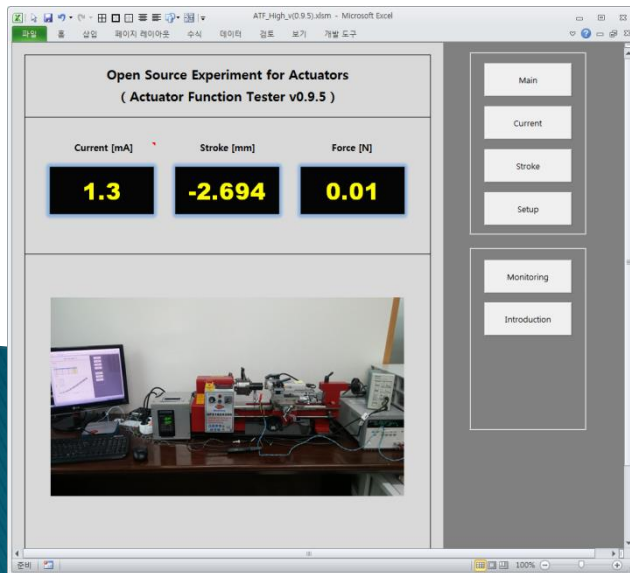 ATF_High_v(0.9.5).xlsm - Microsoft Excel
파일 홈 삽입 페이지 레이아웃 수식 데이터 검토 보기 개발 도구
Open Source Experiment for Actuators
( Actuator Function Tester v0.9.5 )
Current [mA] Stroke [mm] Force [N]
1.3 -2.694 0.01
Main
Current
Stroke
Setup
Monitoring
Introduction
준비 100%